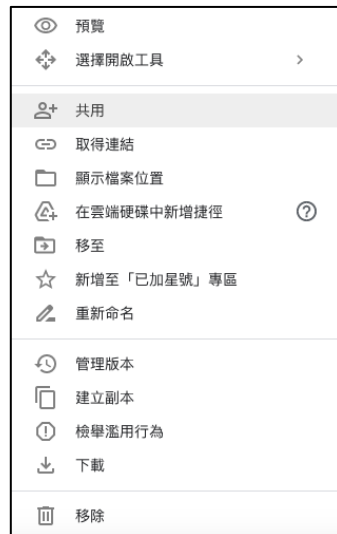 預覽
選擇開啟工具
共用
取得連結
顯示檔案位置
在雲端硬碟中新增捷徑
移至
新增至「已加星號」專區
重新命名
管理版本
建立副本
檢舉濫用行為
下載
移除